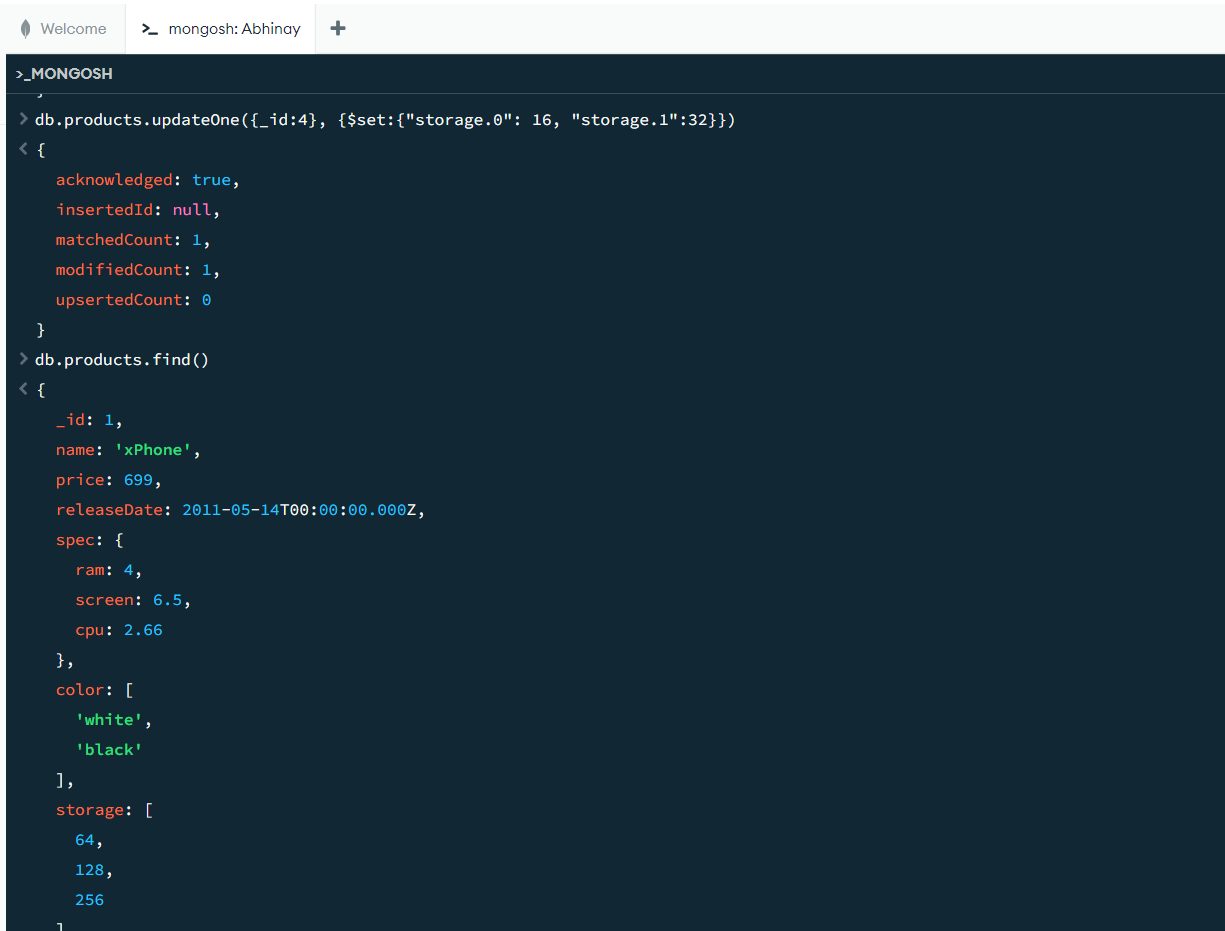 Welcome
>_ mongosh: Abhinay
+
>_MONGOSH
> db.products.updateOne({_id:4}, {$set:{"storage.0": 16, "storage.1":32}})
< {
acknowledged: true,
insertedId: null,
matchedCount: 1,
modifiedCount: 1,
upsertedCount: 0
}
> db.products.find()
< {
_id: 1,
name: 'xPhone',
price: 699,
releaseDate: 2011-05-14T00:00:00.000Z,
spec: {
ram: 4,
screen: 6.5,
cpu: 2.66
},
color: [
'white',
'black'
],
storage: [
64,
128,
256
]